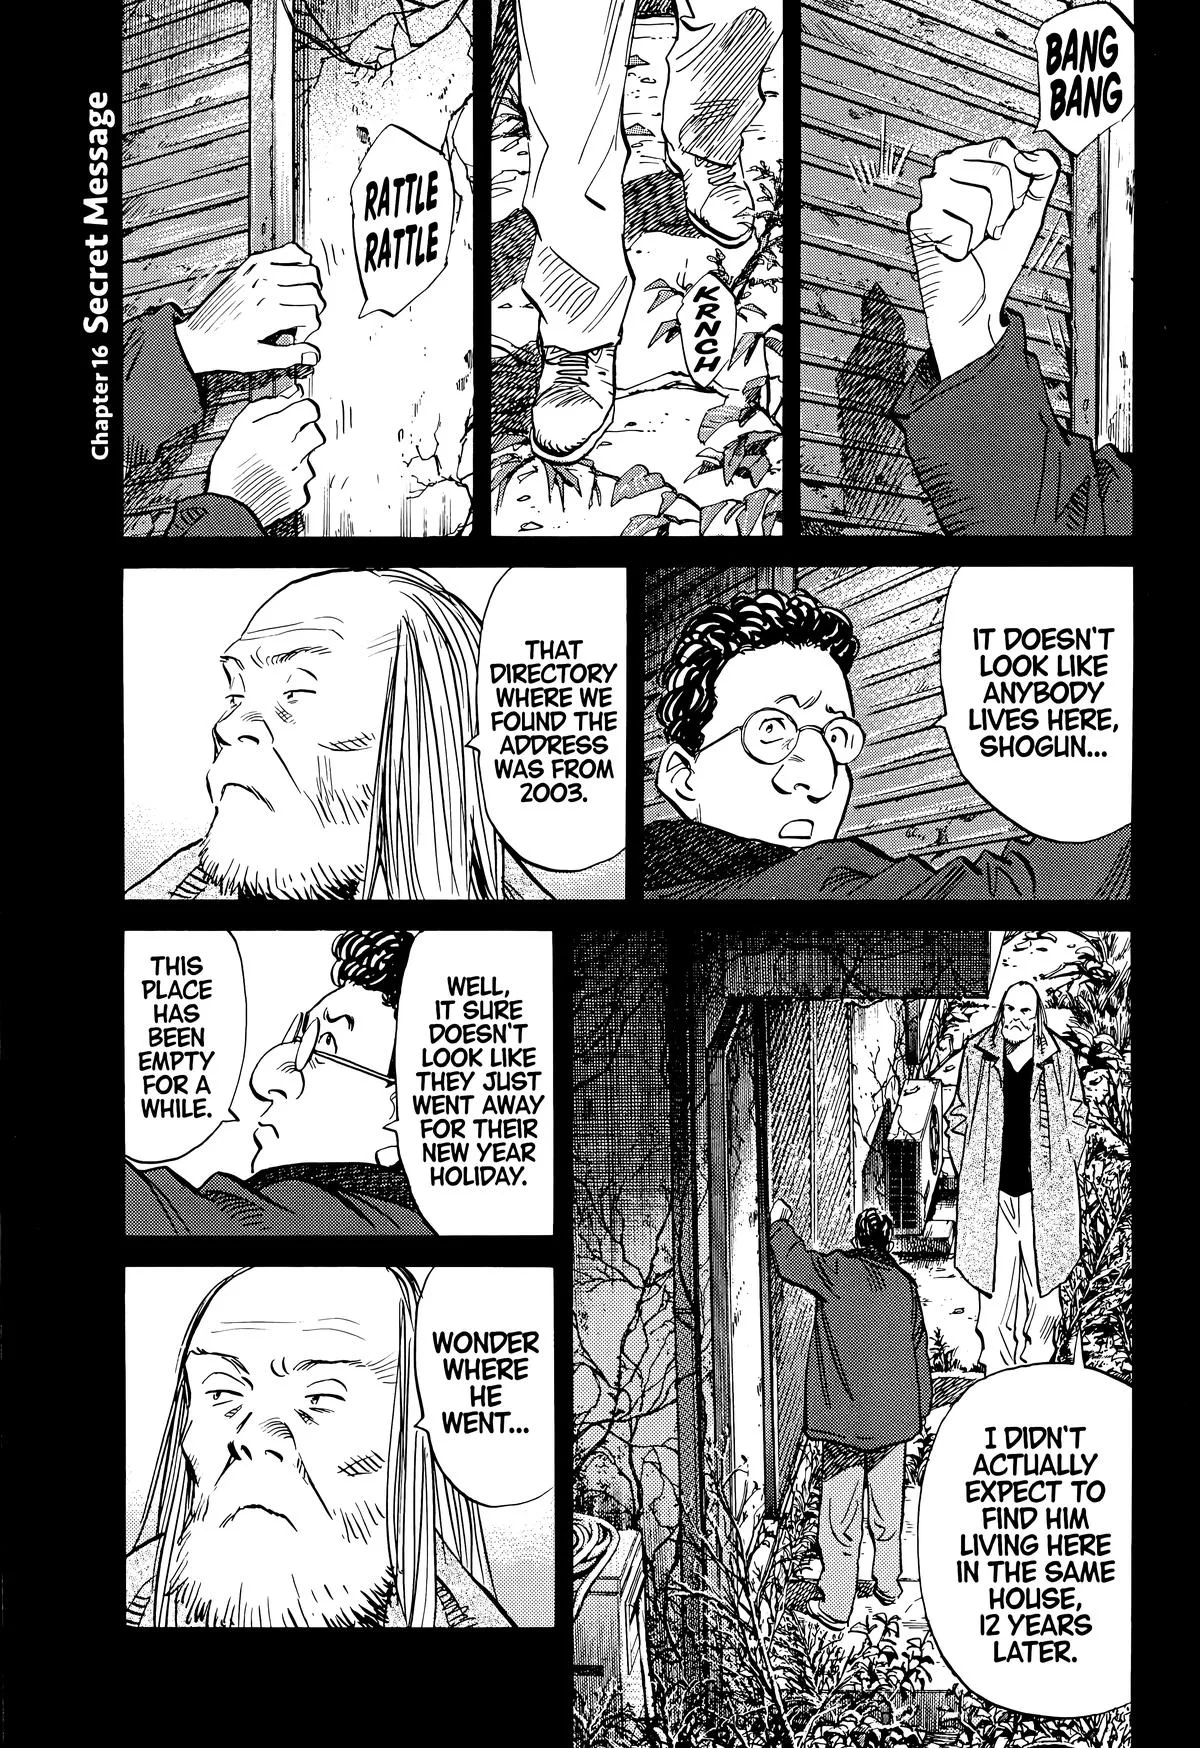 Chapter 16 Secret Message
BANG
BANG
KRNCH
RATTLE
RATTLE
IT DOESN'T
LOOK LIKE
ANYBODY
LIVES HERE,
SHOGUN...
THAT
DIRECTORY
WHERE WE
FOUND THE
ADDRESS
WAS FROM
2003.
I DIDN'T
ACTUALLY
EXPECT TO
FIND HIM
LIVING HERE
IN THE SAME
HOUSE,
12 YEARS
LATER.
WELL,
IT SURE
DOESN'T
LOOK LIKE
THEY JUST
WENT AWAY
FOR THEIR
NEW YEAR
HOLIDAY.
THIS
PLACE
HAS
BEEN
EMPTY
FOR A
WHILE.
WONDER
WHERE
HE
WENT...